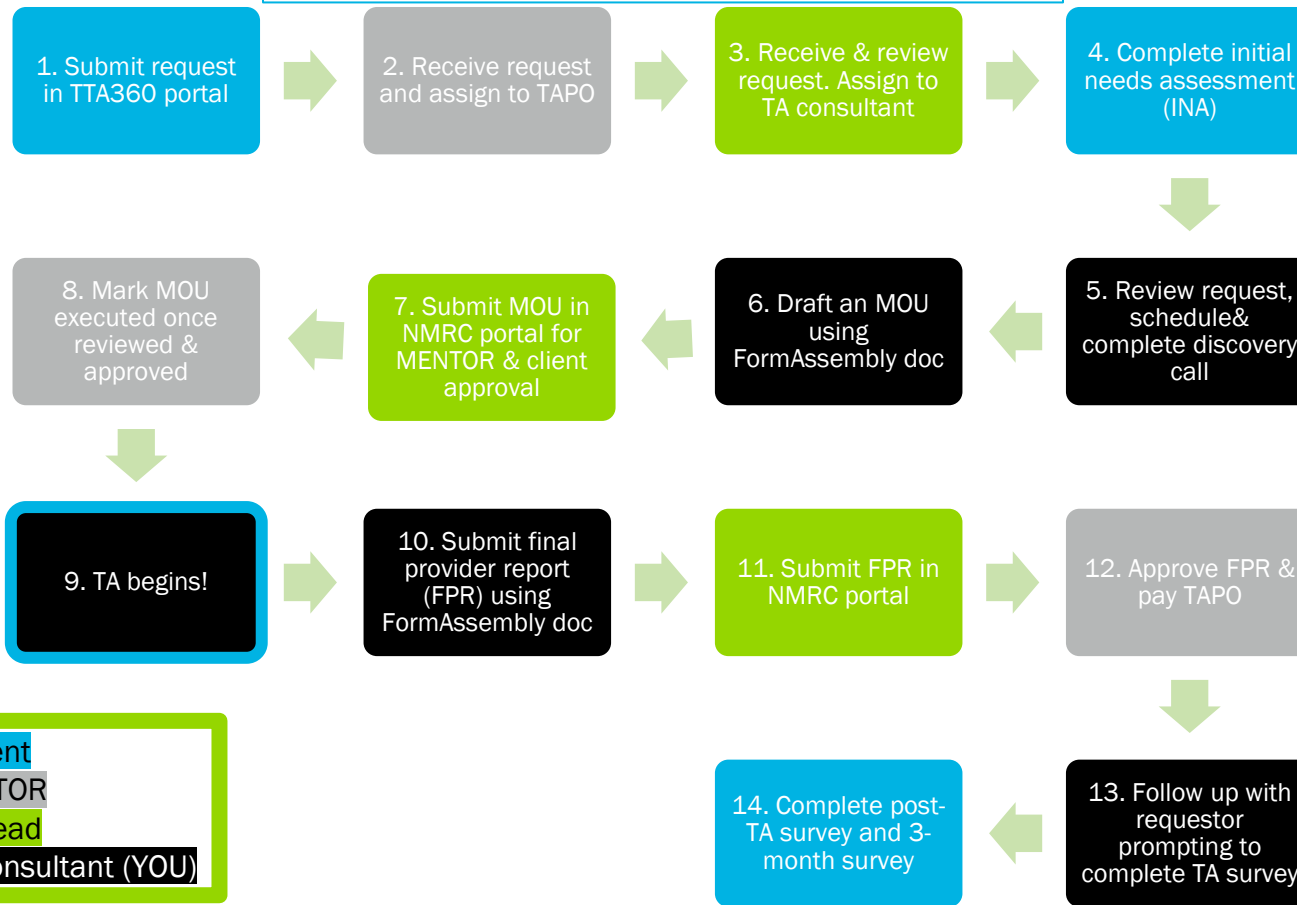 1. Submit request
in TTA360 portal
2. Receive request
and assign to TAPO
3. Receive & review
request. Assign to
TA consultant
4. Complete initial
needs assessment
(INA)
5. Review request,
schedule&
complete discovery
call
6. Draft an MOU
using
FormAssembly doc
7. Submit MOU in
NMRC portal for
MENTOR & client
approval
8. Mark MOU
executed once
reviewed &
approved
9. TA begins!
10. Submit final
provider report
(FPR) using
FormAssembly doc
11. Submit FPR in
NMRC portal
12. Approve FPR &
pay TAPO
13. Follow up with
requestor
prompting to
complete TA survey
14. Complete post-
TA survey and 3-
month survey
ent
TOR
ead
onsultant (YOU)